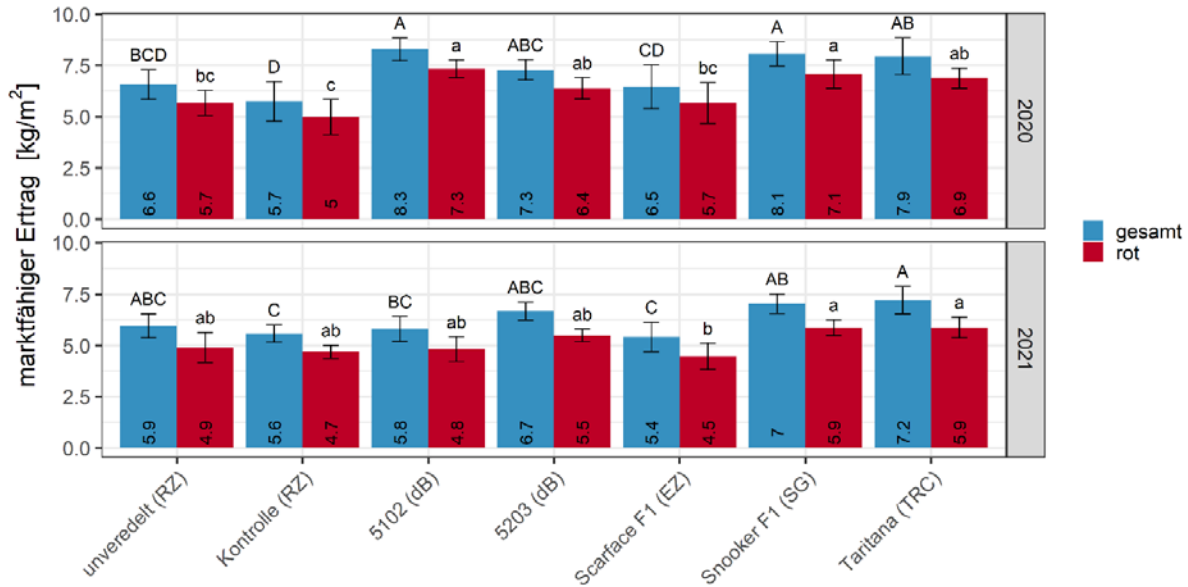 marktfähiger Ertrag [kg/m²]
10.0
7.5
5.0
2.5
0.0
BCD
bc
D
c
A
a
ABC
ab
CD
bc
A
a
AB
ab
6.6
5.7
5.7
5
8.3
7.3
7.3
6.4
6.5
5.7
8.1
7.1
7.9
6.9
2020
10.0
7.5
5.0
2.5
0.0
ABC
ab
C
ab
BC
ab
ABC
ab
C
b
AB
a
A
a
5.9
4.9
5.6
4.7
5.8
4.8
6.7
5.5
5.4
4.5
7
5.9
7.2
5.9
2021
unveredelt (RZ)
Kontrolle (RZ)
5102 (dB)
5203 (dB)
Scarface F1 (EZ)
Snooker F1 (SG)
Taritana (TRC)
gesamt
rot